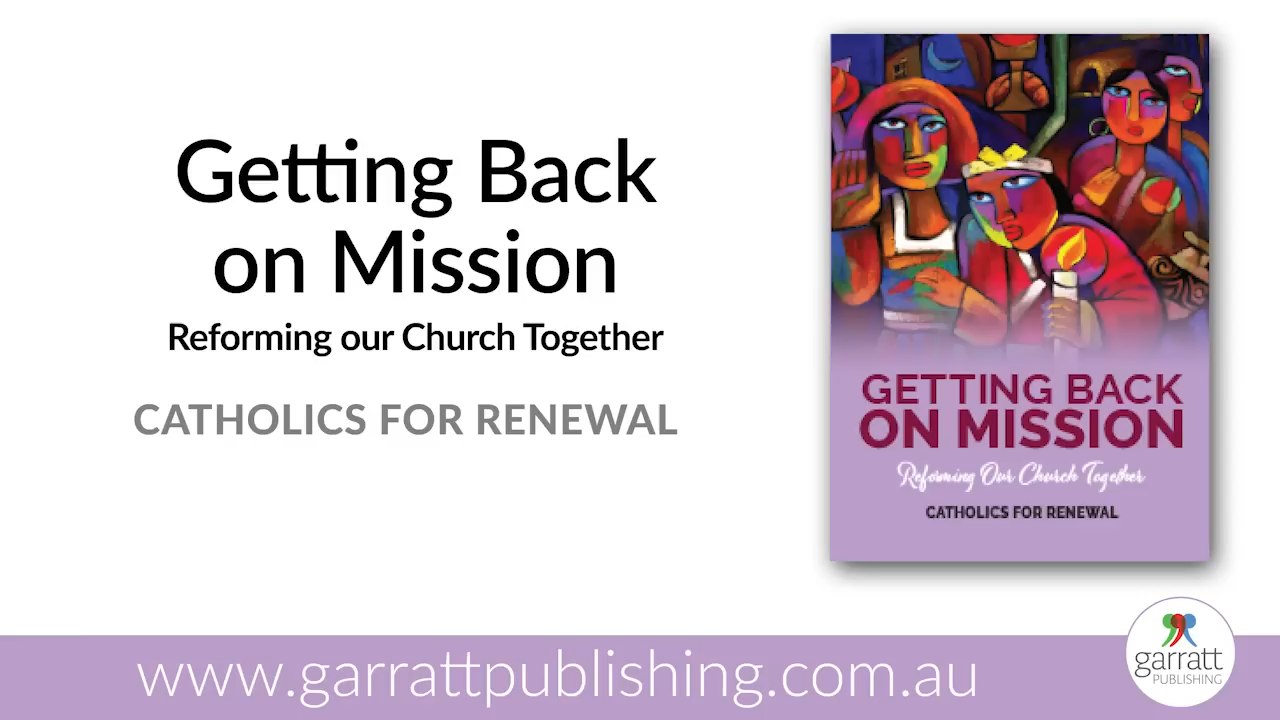 Getting Back
on Mission
Reforming our Church Together
CATHOLICS FOR RENEWAL
GETTING BACK
ON MISSION
Reforming Our Church Together
CATHOLICS FOR RENEWAL
www.garrattpublishing.com.au
garratt
PUBLISHING